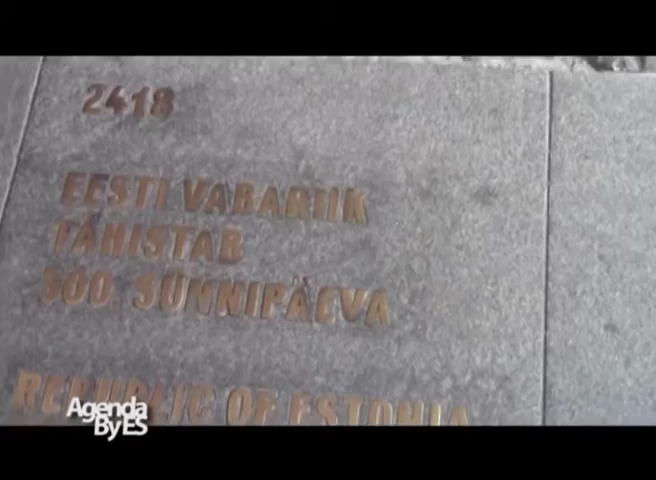 2418
EESTI VABARIIK
TÄHISTAB
500 SÜNNIPÄEVA
REPUBLIC OF ESTONIA
Agenda
By ES